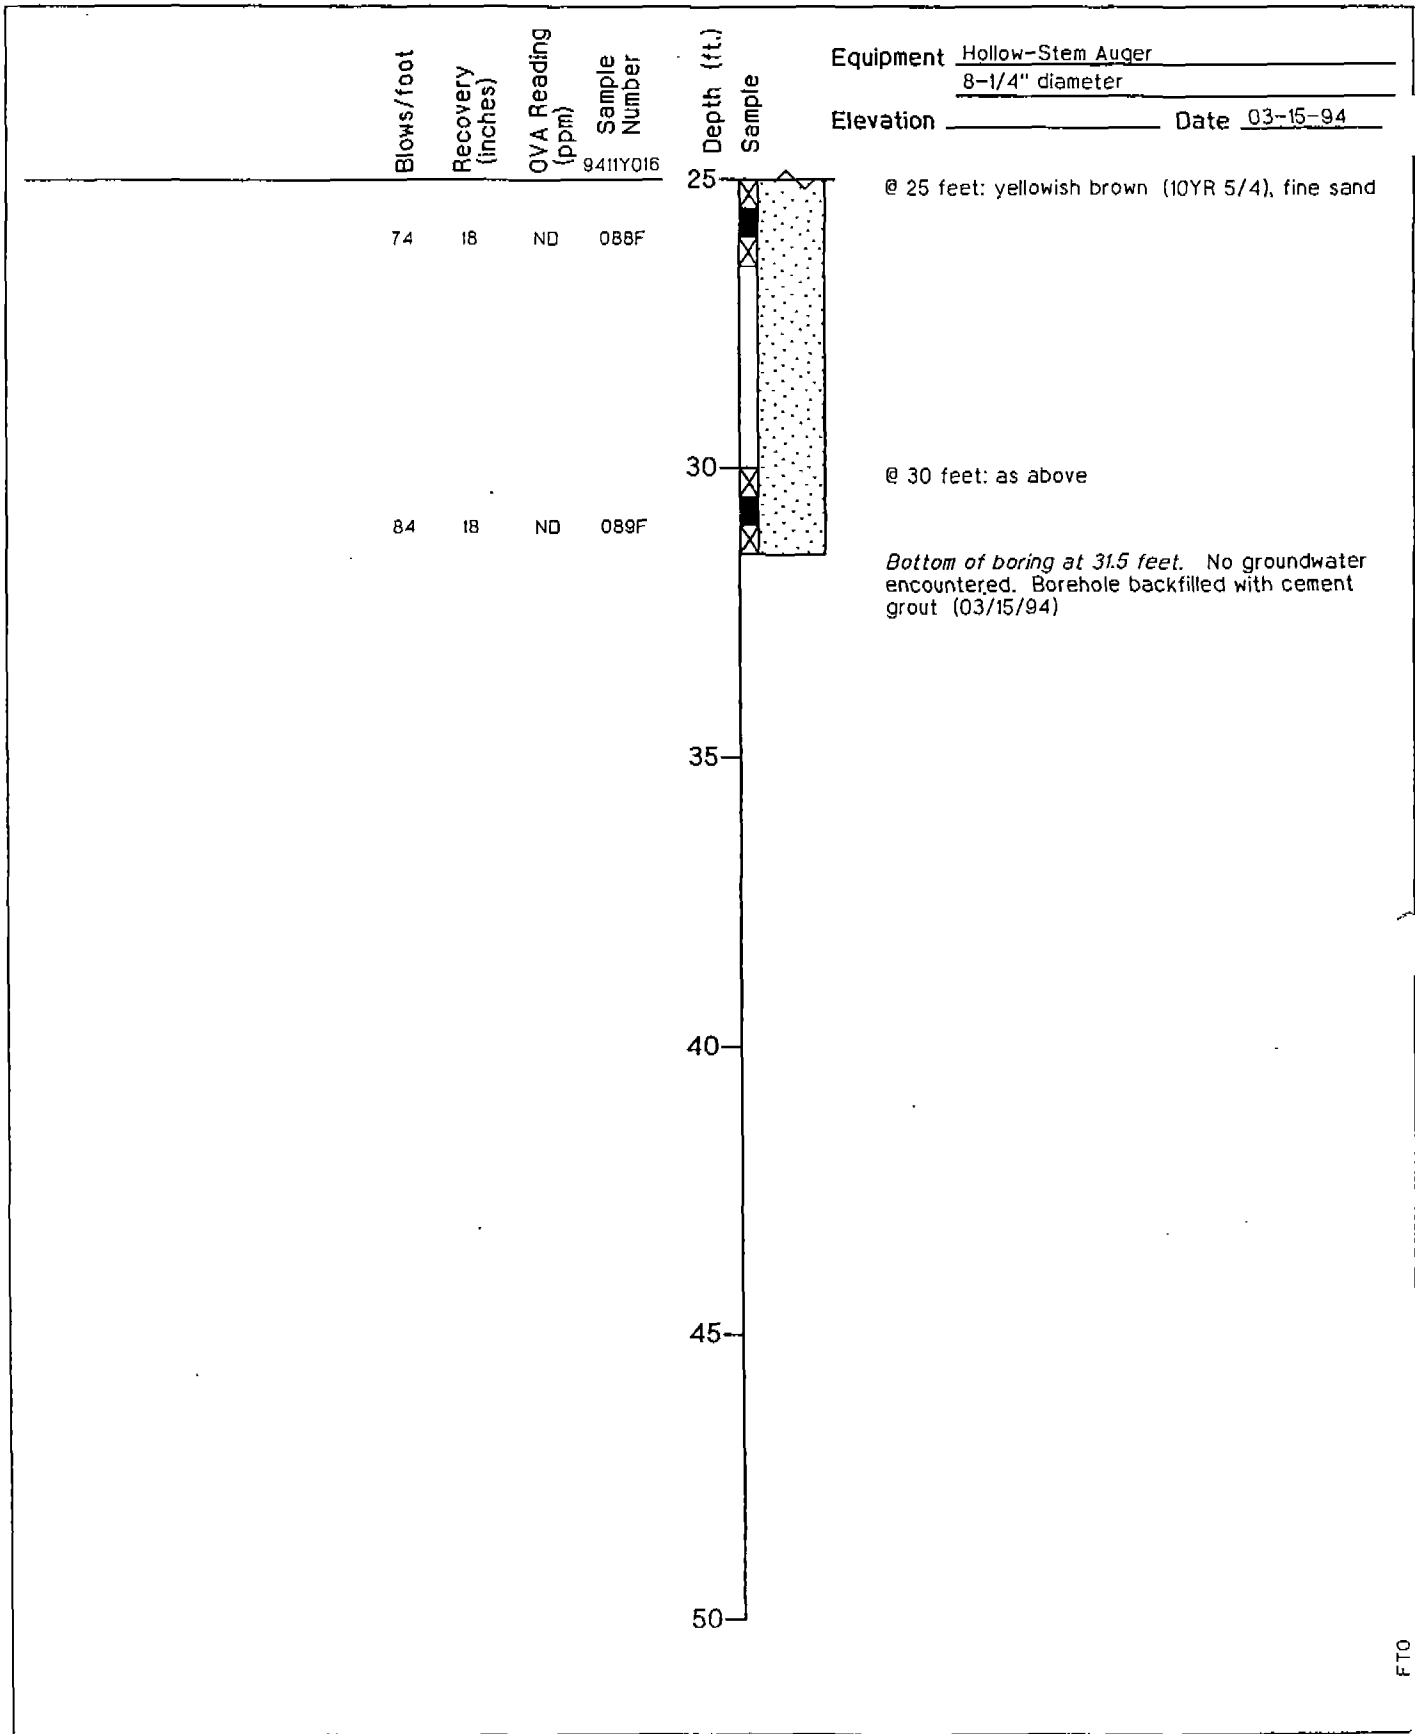 Blows/foot
Recovery
(inches)
OVA Reading
(ppm)
Sample
Number
9411Y016
Depth (ft.)
Sample
Equipment Hollow-Stem Auger
8-1/4" diameter
Elevation Date 03-15-94
25
@ 25 feet: yellowish brown (10YR 5/4), fine sand
74 18 ND 088F
30
@ 30 feet: as above
84 18 ND 089F
Bottom of boring at 31.5 feet. No groundwater
encountered. Borehole backfilled with cement
grout (03/15/94)
35
40
45
50
FTO